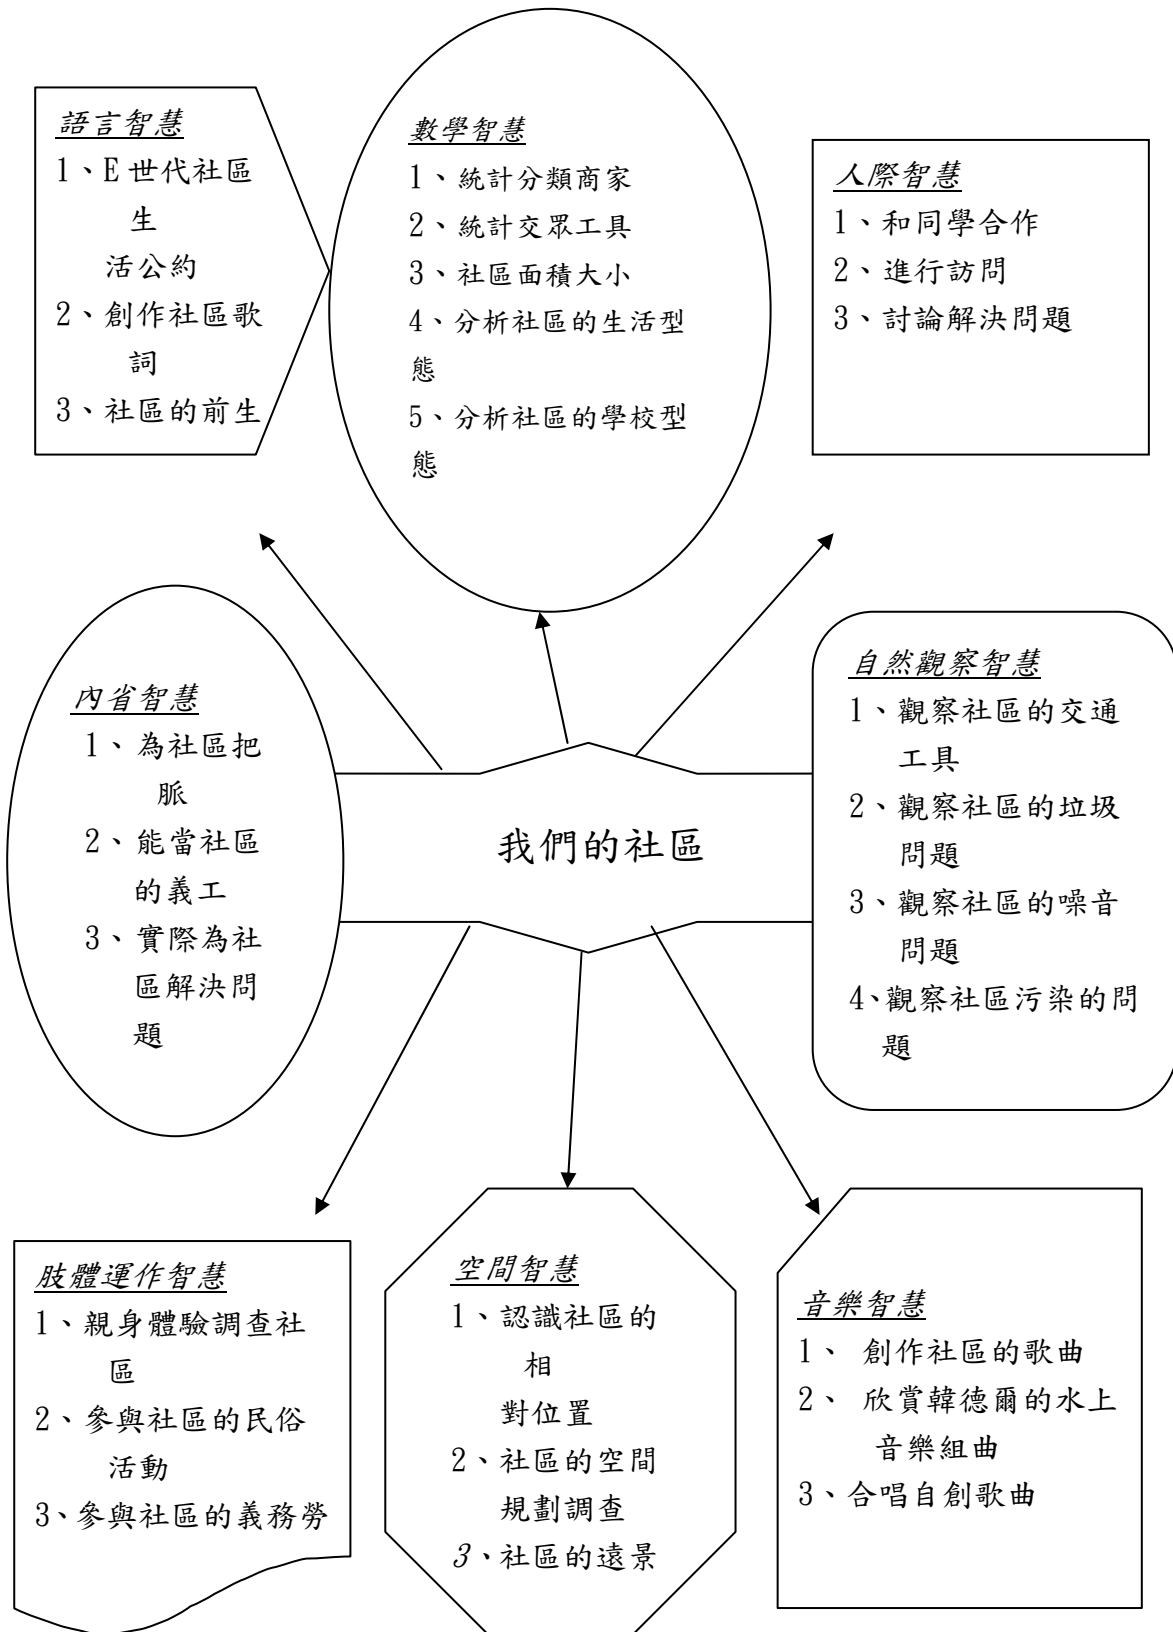 語言智慧
1、E世代社區
生
活公約
2、創作社區歌
詞
3、社區的前生
數學智慧
1、統計分類商家
2、統計交眾工具
3、社區面積大小
4、分析社區的生活型
態
5、分析社區的學校型
態
人際智慧
1、和同學合作
2、進行訪問
3、討論解決問題
內省智慧
1、為社區把
脈
2、能當社區
的義工
3、實際為社
區解決問
題
我們的社區
自然觀察智慧
1、觀察社區的交通
工具
2、觀察社區的垃圾
問題
3、觀察社區的噪音
問題
4、觀察社區污染的問
題
肢體運作智慧
1、親身體驗調查社
區
2、參與社區的民俗
活動
3、參與社區的義務勞
空間智慧
1、認識社區的
相
對位置
2、社區的空間
規劃調查
3、社區的遠景
音樂智慧
1、 創作社區的歌曲
2、 欣賞韓德爾的水上
音樂組曲
3、合唱自創歌曲